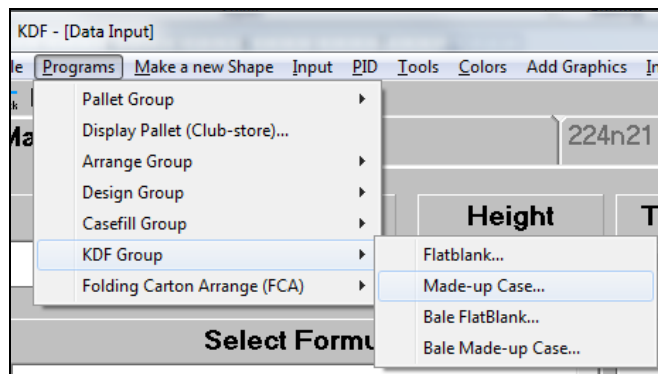 KDF - [Data Input]
le Programs Make a new Shape Input PID Tools Colors Add Graphics
Pallet Group
Display Pallet (Club-store)...
224n21
Arrange Group
Design Group
Casefill Group
Height
KDF Group
Flatblank...
Folding Carton Arrange (FCA)
Made-up Case...
Bale FlatBlank...
Select Formu
Bale Made-up Case...